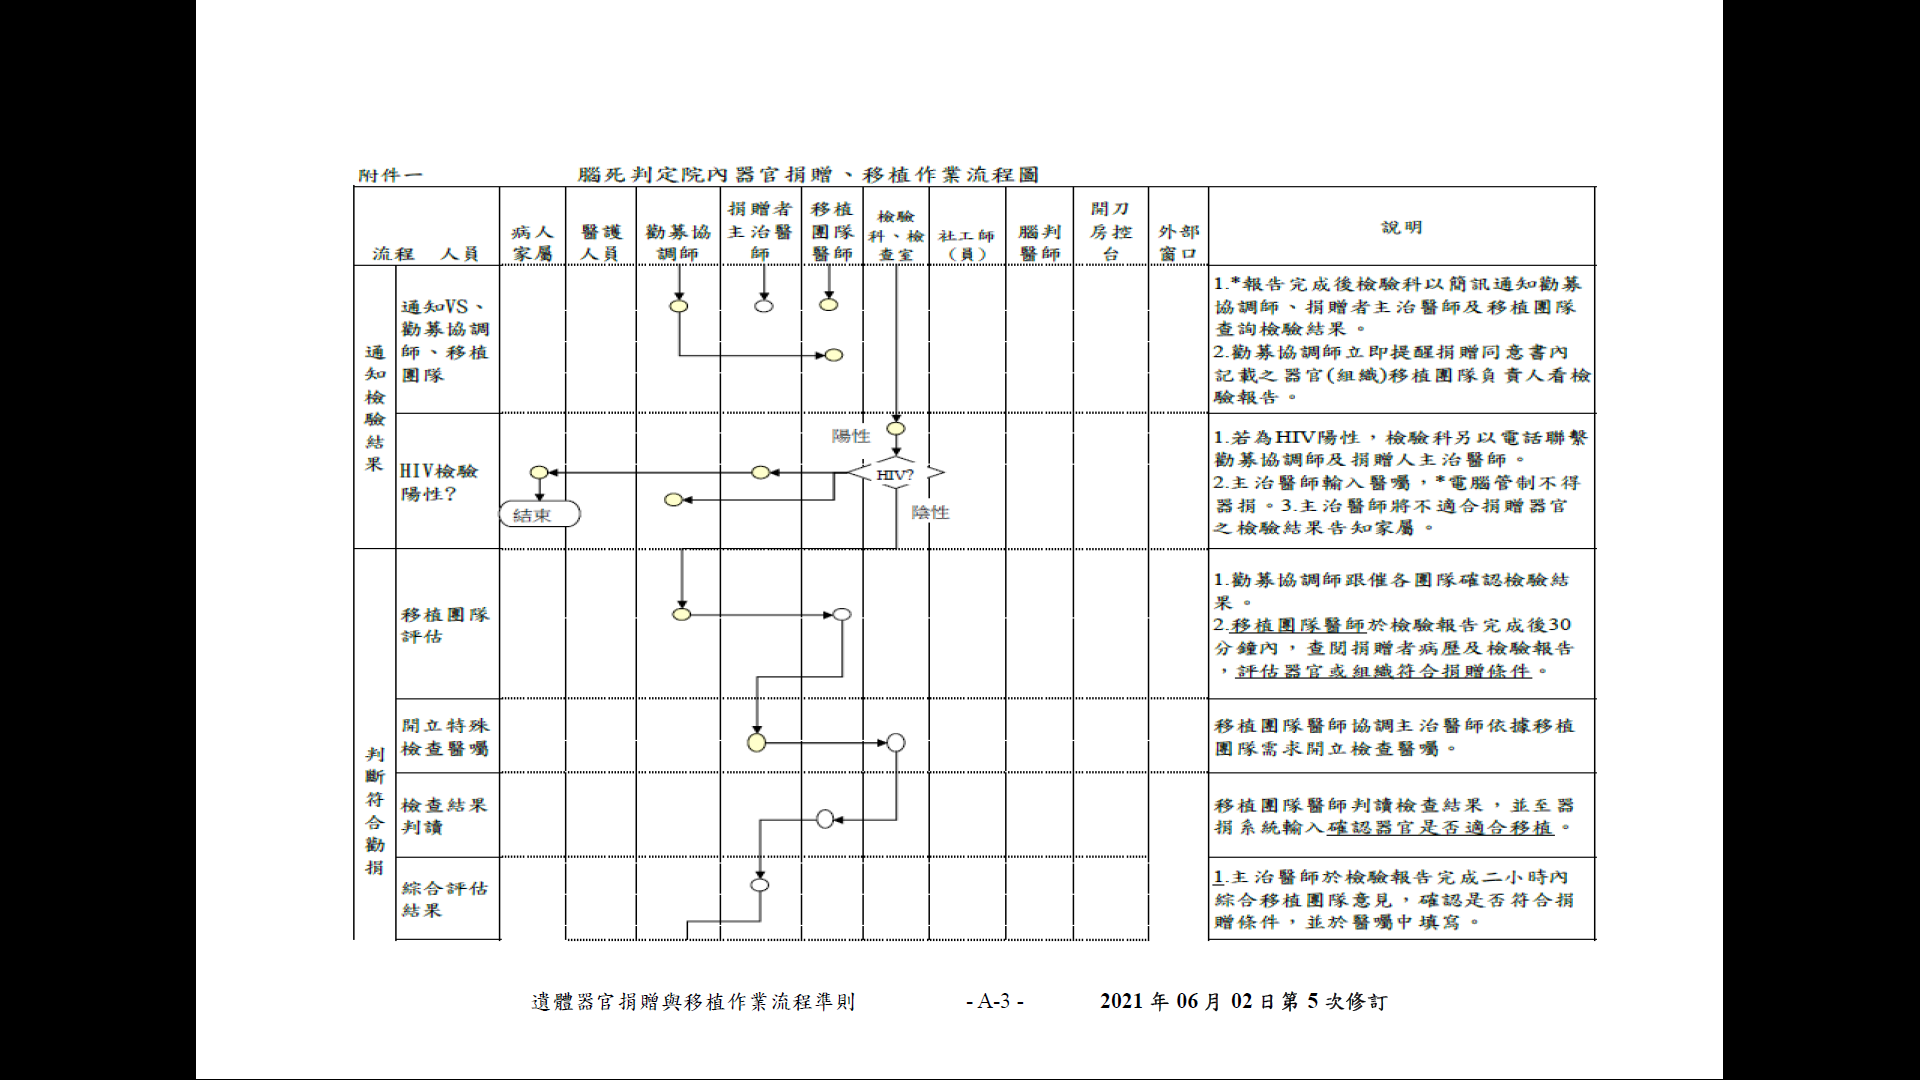 附件一
腦死判定院內器官捐贈、移植作業流程圖
流程 人員
病人
家屬
醫護
人員
勸募協
調師
捐贈者
主治醫
師
移植
團隊
醫師
檢驗
科、檢
查室
社工師
(員)
腦判
醫師
開刀
房控
台
外部
窗口
說明
通知檢驗結果
通知VS、
勸募協調
師、移植
團隊
1.*報告完成後檢驗科以簡訊通知勸募
協調師、捐贈者主治醫師及移植團隊
查詢檢驗結果。
2.勸募協調師立即提醒捐贈同意書內
記載之器官(組織)移植團隊負責人看檢
驗報告。
HIV檢驗
陽性?
陽性
HIV?
陰性
結束
1.若為HIV陽性，檢驗科另以電話聯繫
勸募協調師及捐贈人主治醫師。
2.主治醫師輸入醫囑，*電腦管制不得
器捐。3.主治醫師將不適合捐贈器官
之檢驗結果告知家屬。
判斷符合勸捐
移植團隊
評估
1.勸募協調師跟催各團隊確認檢驗結
果。
2.移植團隊醫師於檢驗報告完成後30
分鐘內，查閱捐贈者病歷及檢驗報告
，評估器官或組織符合捐贈條件。
開立特殊
檢查醫囑
移植團隊醫師協調主治醫師依據移植
團隊需求開立檢查醫囑。
檢查結果
判讀
移植團隊醫師判讀檢查結果，並至器
捐系統輸入確認器官是否適合移植。
綜合評估
結果
1.主治醫師於檢驗報告完成二小時內
綜合移植團隊意見，確認是否符合捐
贈條件，並於醫囑中填寫。
遺體器官捐贈與移植作業流程準則
- A-3 -
2021 年 06 月 02 日第 5 次修訂